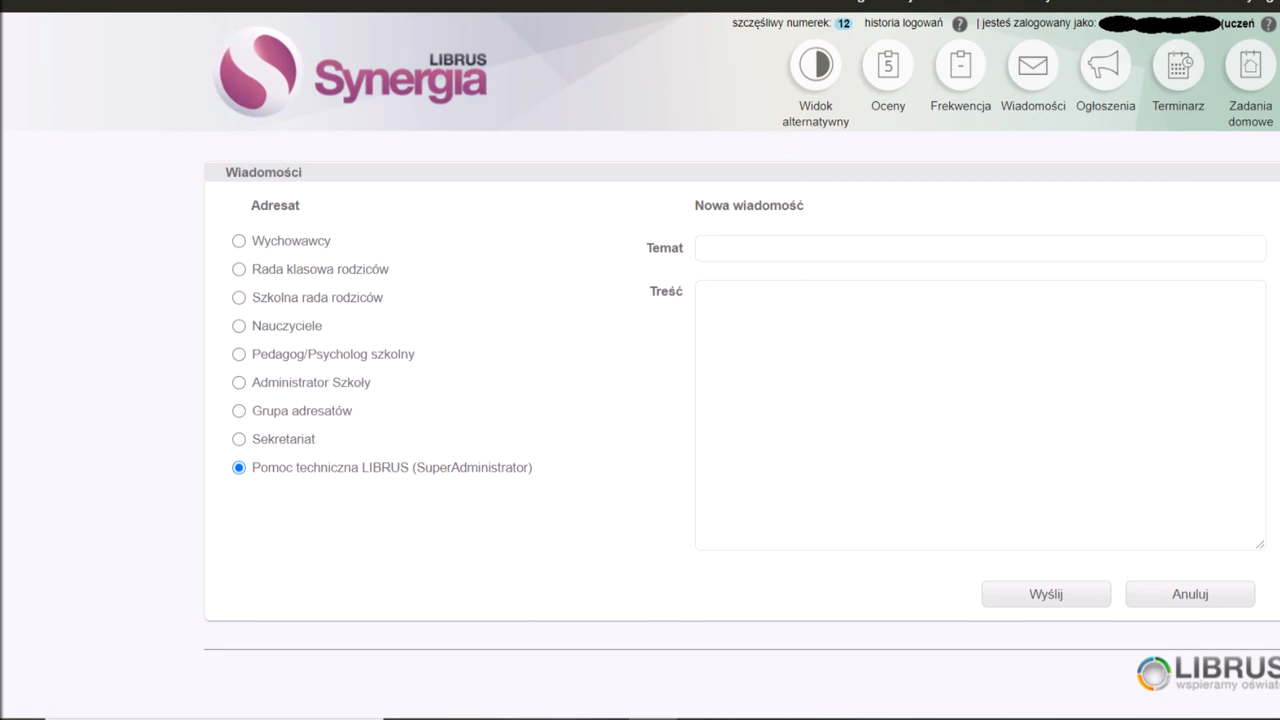 szczęśliwy numerek: 12 historia logowań ? | jesteś zalogowany jako: (uczeń ?
LIBRUS
Synergia
5
Widok alternatywny
Oceny
Frekwencja
Wiadomości
Ogłoszenia
Terminarz
Zadania domowe
Wiadomości
Adresat
Wychowawcy
Rada klasowa rodziców
Szkolna rada rodziców
Nauczyciele
Pedagog/Psycholog szkolny
Administrator Szkoły
Grupa adresatów
Sekretariat
Pomoc techniczna LIBRUS (SuperAdministrator)
Nowa wiadomość
Temat
Treść
Wyślij
Anuluj
LIBRUS
wspieramy oświat